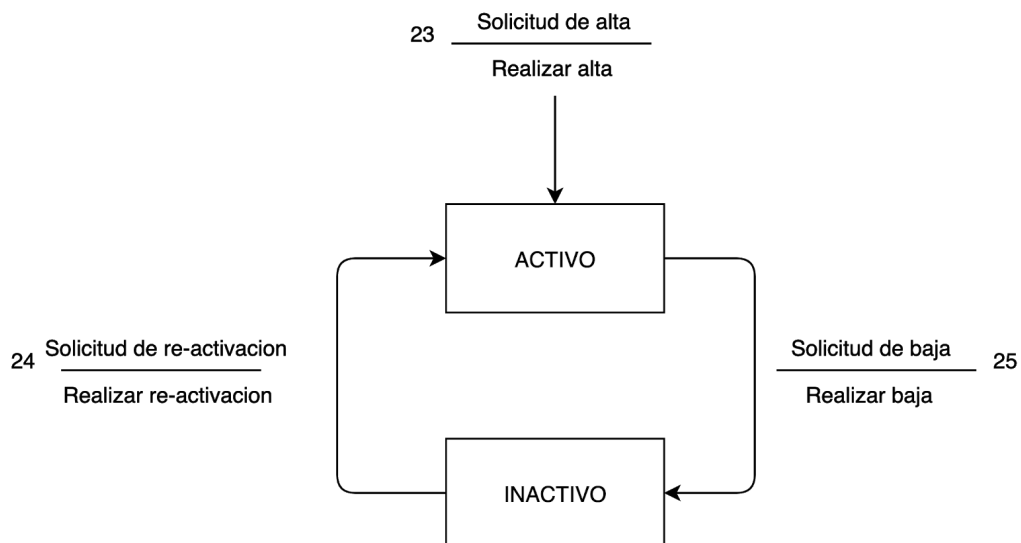 23 Solicitud de alta
Realizar alta
ACTIVO
24 Solicitud de re-activacion
Realizar re-activacion
Solicitud de baja 25
Realizar baja
INACTIVO